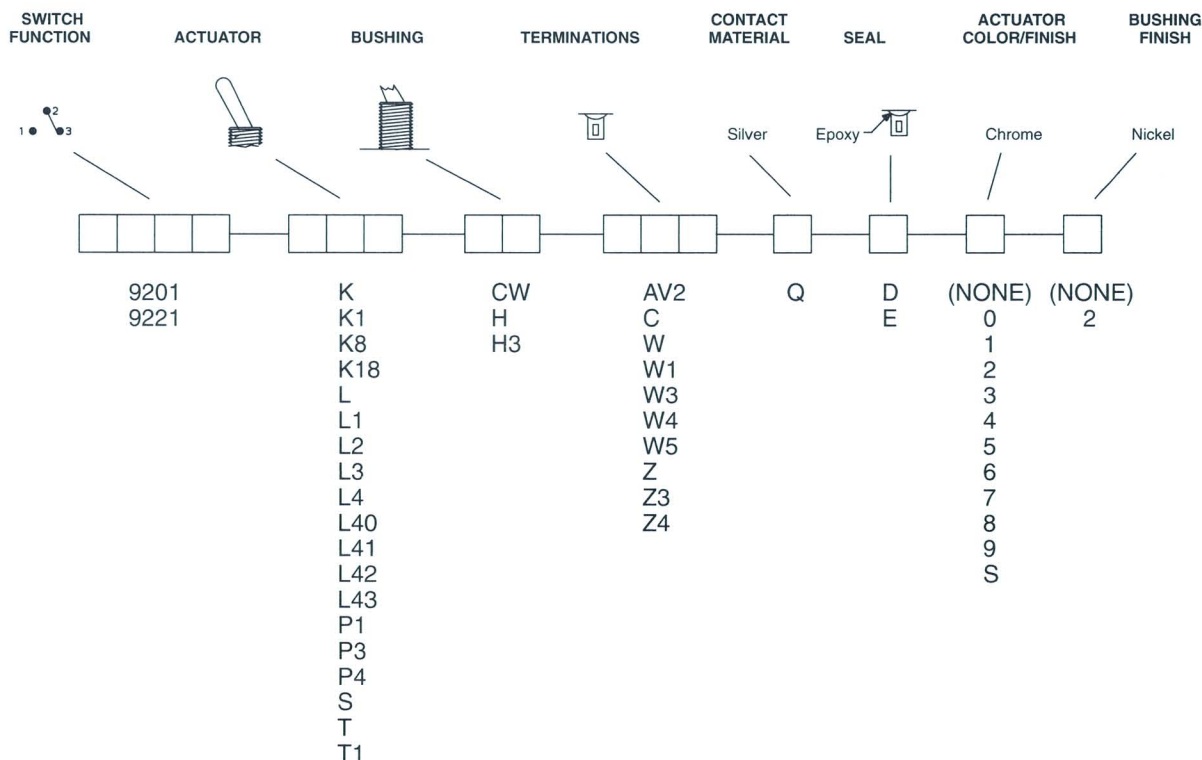 SWITCH FUNCTION
ACTUATOR
BUSHING
TERMINATIONS
CONTACT MATERIAL
SEAL
ACTUATOR COLOR/FINISH
BUSHING FINISH
2
1
3
Silver
Epoxy
Chrome
Nickel
9201 K CW AV2 Q D (NONE) (NONE)
9221 K1 H C E 0 2
K8 H3 W 1
K18 W1 2
L W3 3
L1 W4 4
L2 W5 5
L3 Z 6
L4 Z3 7
L40 Z4 8
L41 9
L42 S
L43
P1
P3
P4
S
T
T1